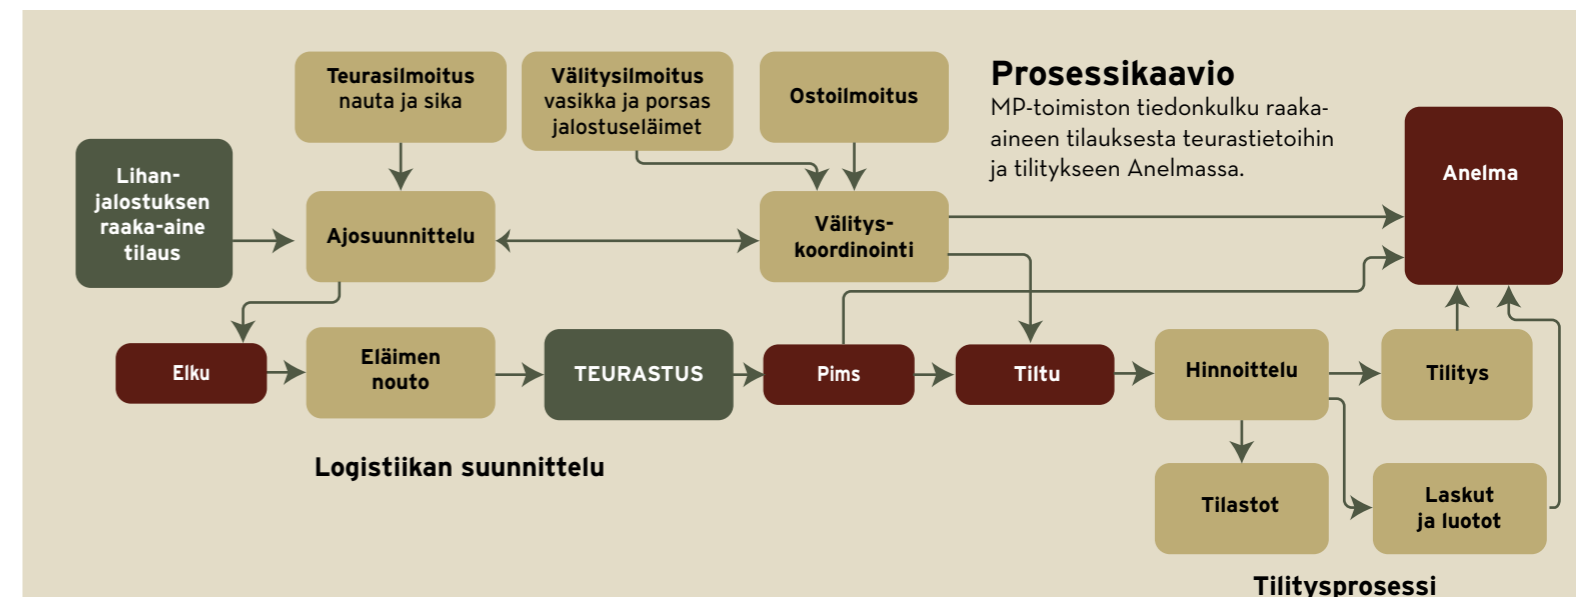 Prosessikaavio
MP-toimiston tiedonkulku raaka-
aineen tilauksesta teurastietoihin
ja tilitykseen Anelmassa.
Teurasilmoitus
nauta ja sika
Välitysilmoitus
vasikka ja porsas
jalostuseläimet
Ostoilmoitus
Anelma
Lihan-
jalostuksen
raaka-aine
tilaus
Ajosuunnittelu
Välitys-
koordinointi
Elku
Eläimen
nouto
TEURASTUS
Pims
Tiltu
Hinnoittelu
Tilitys
Logistiikan suunnittelu
Tilastot
Laskut
ja luotot
Tilitysprosessi